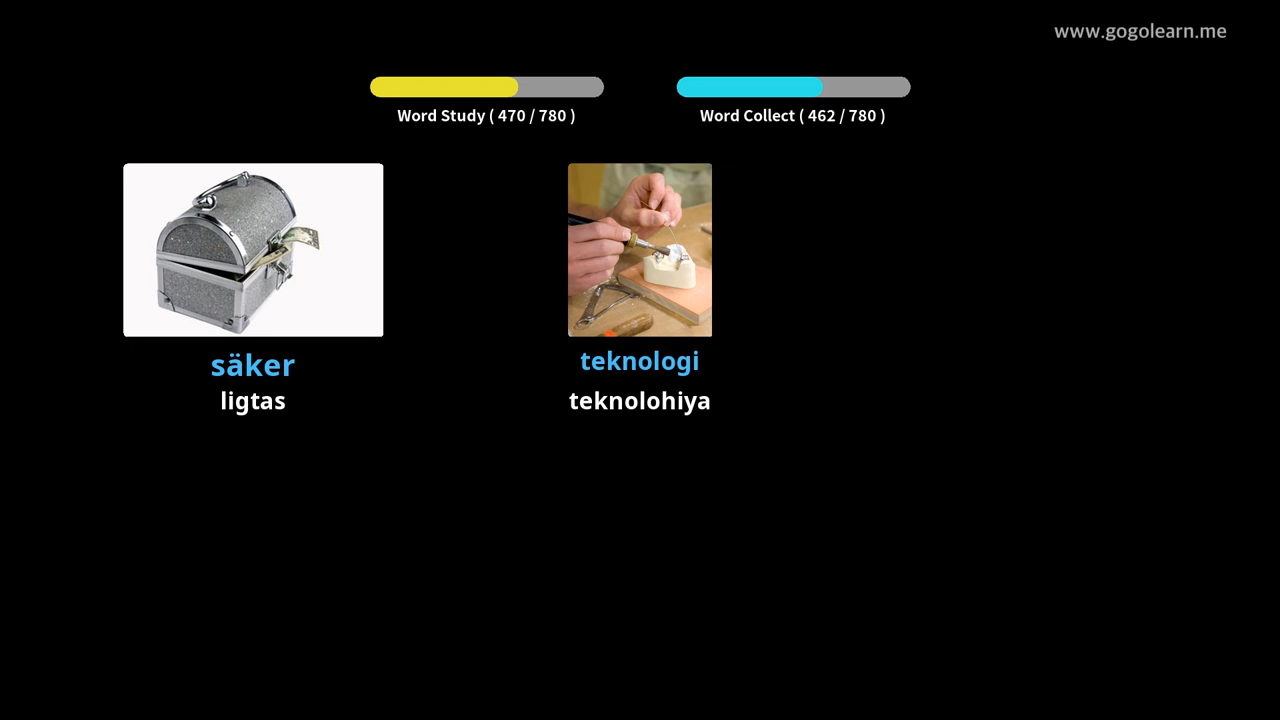 www.gogolearn.me
Word Study ( 470 / 780 )
Word Collect ( 462 / 780 )
säker
ligtas
teknologi
teknolohiya